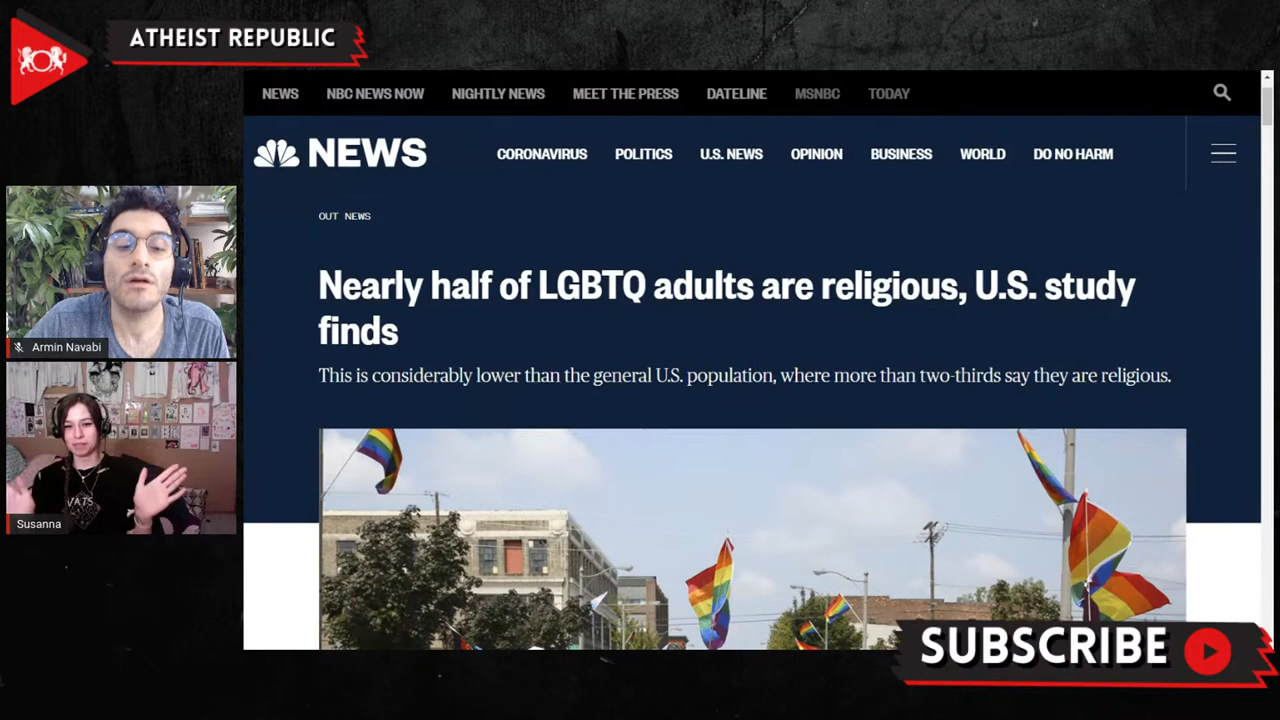 ATHEIST REPUBLIC
NEWS NBC NEWS NOW NIGHTLY NEWS MEET THE PRESS DATELINE MSNBC TODAY
NEWS CORONAVIRUS POLITICS U.S. NEWS OPINION BUSINESS WORLD DO NO HARM
OUT NEWS
Nearly half of LGBTQ adults are religious, U.S. study
finds
This is considerably lower than the general U.S. population, where more than two-thirds say they are religious.
Armin Navabi
VATS
Susanna
SUBSCRIBE